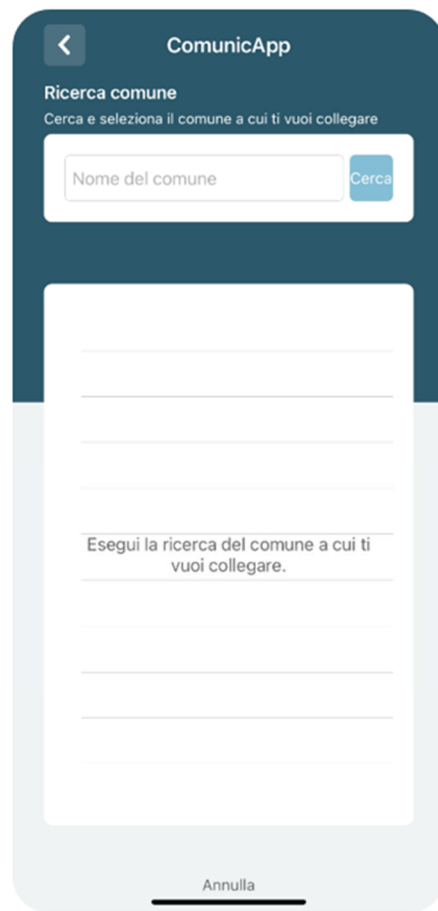 ComunicApp
Ricerca comune
Cerca e seleziona il comune a cui ti vuoi collegare
Nome del comune
Cerca
Esegui la ricerca del comune a cui ti
vuoi collegare.
Annulla